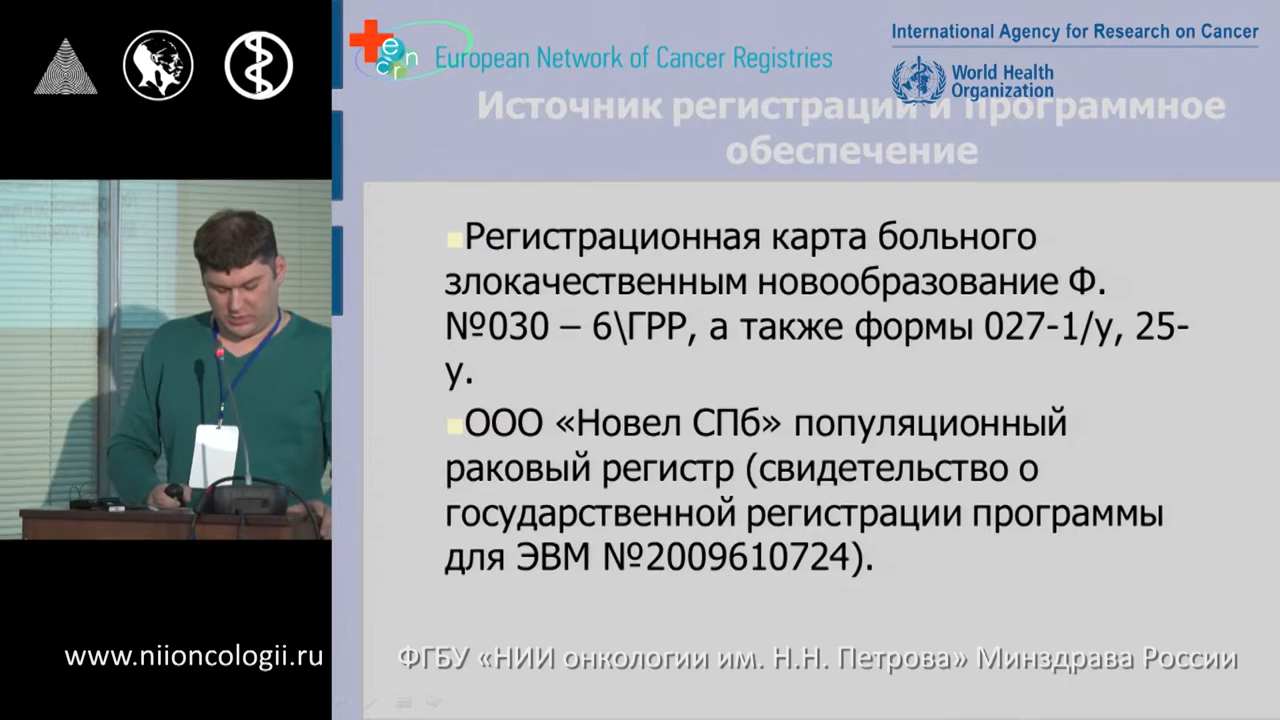 encr
European Network of Cancer Registries
International Agency for Research on Cancer
World Health
Organization
Источник регистрации и программное
обеспечение
Регистрационная карта больного
злокачественным новообразование Ф.
№030 – 6\ГРР, а также формы 027-1/у, 25-
у.
ООО «Новел СПб» популяционный
раковый регистр (свидетельство о
государственной регистрации программы
для ЭВМ №2009610724).
www.niioncologii.ru
ФГБУ «НИИ онкологии им. Н.Н. Петрова» Минздрава России